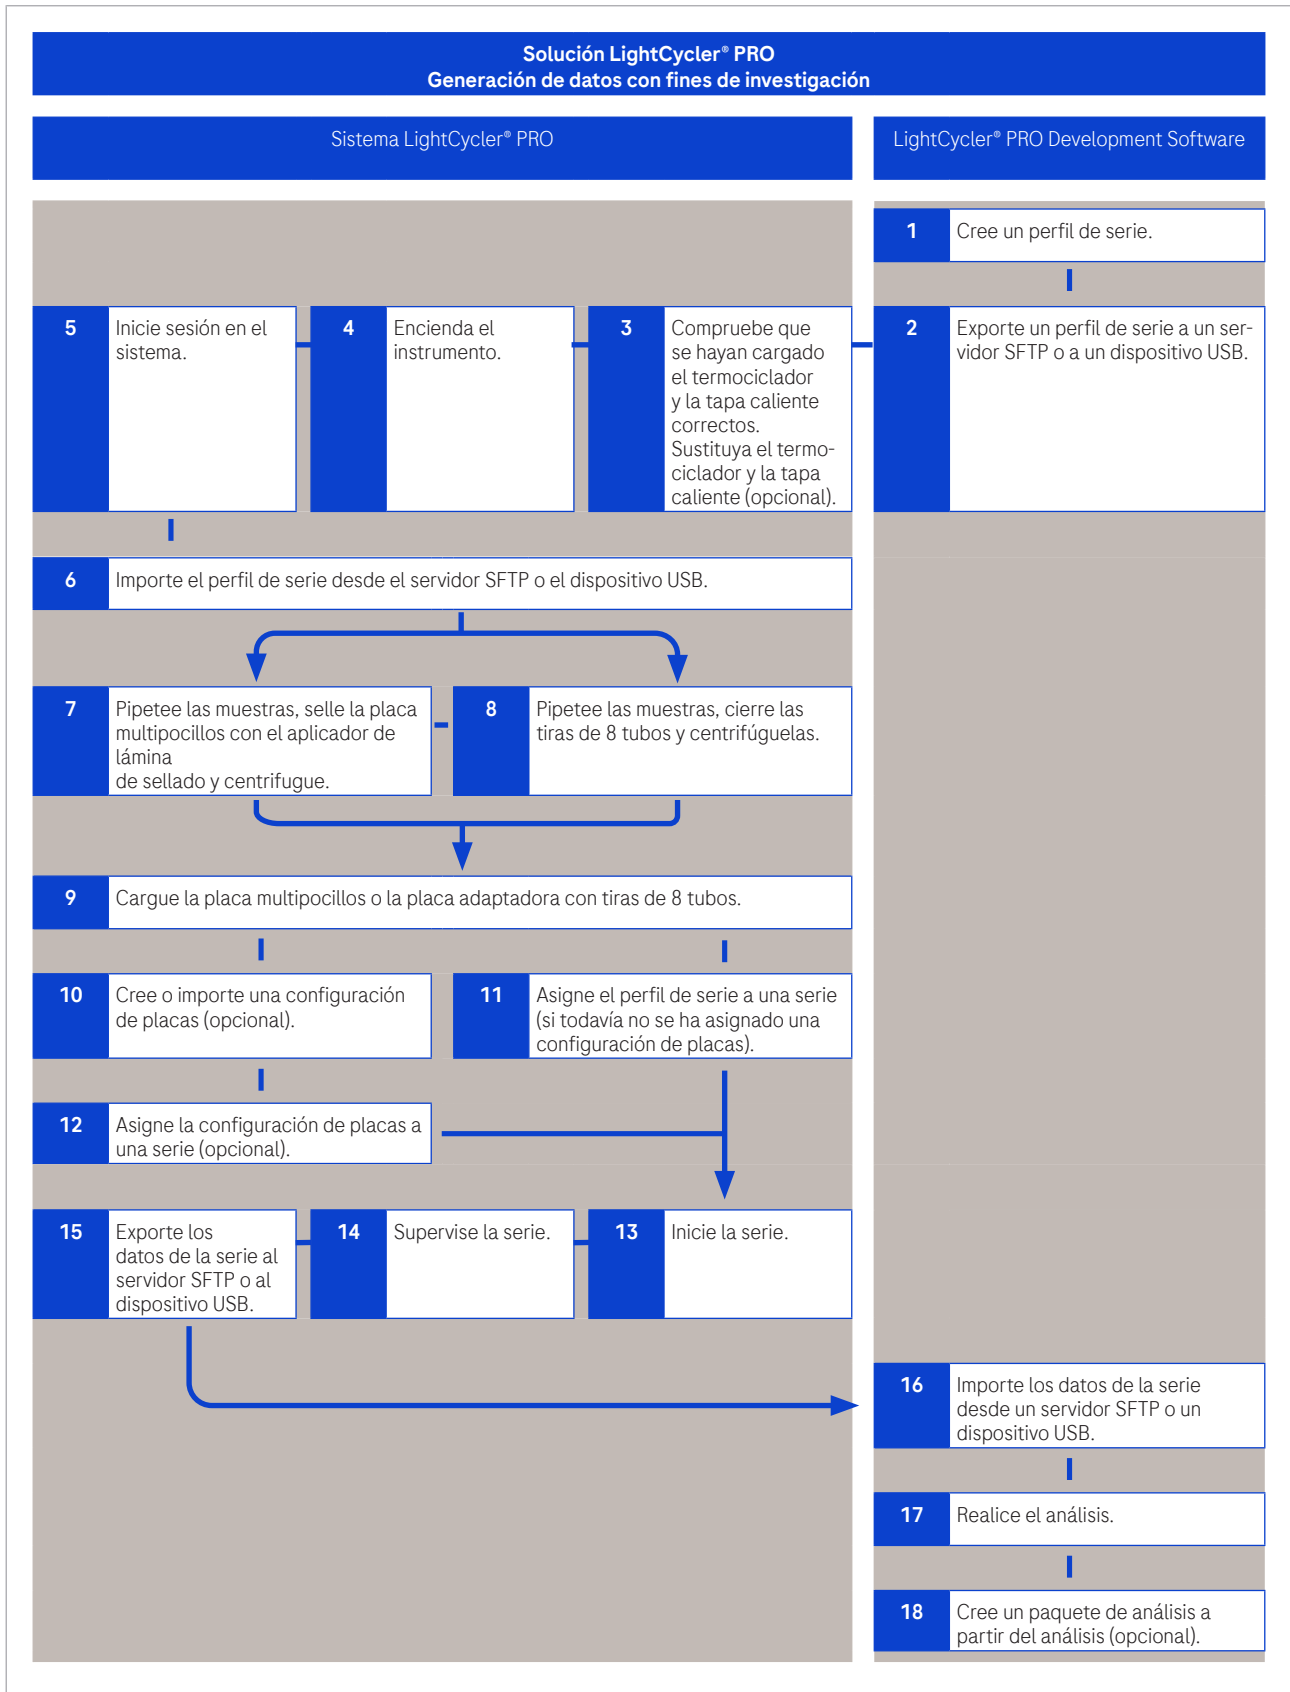 Solución LightCycler® PRO
Generación de datos con fines de investigación
Sistema LightCycler® PRO
LightCycler® PRO Development Software
1
Cree un perfil de serie.
5
Inicie sesión en el
sistema.
4
Encienda el
instrumento.
3
Compruebe que
se hayan cargado
el termociclador
y la tapa caliente
correctos.
Sustituya el termo-
ciclador y la tapa
caliente (opcional).
2
Exporte un perfil de serie a un ser-
vidor SFTP o a un dispositivo USB.
6
Importe el perfil de serie desde el servidor SFTP o el dispositivo USB.
7
Pipetee las muestras, selle la placa
multipocillos con el aplicador de
lámina
de sellado y centrifugue.
8
Pipetee las muestras, cierre las
tiras de 8 tubos y centrifúguelas.
9
Cargue la placa multipocillos o la placa adaptadora con tiras de 8 tubos.
10
Cree o importe una configuración
de placas (opcional).
11
Asigne el perfil de serie a una serie
(si todavía no se ha asignado una
configuración de placas).
12
Asigne la configuración de placas a
una serie (opcional).
15
Exporte los
datos de la serie al
servidor SFTP o al
dispositivo USB.
14
Supervise la serie.
13
Inicie la serie.
16
Importe los datos de la serie
desde un servidor SFTP o un
dispositivo USB.
17
Realice el análisis.
18
Cree un paquete de análisis a
partir del análisis (opcional).